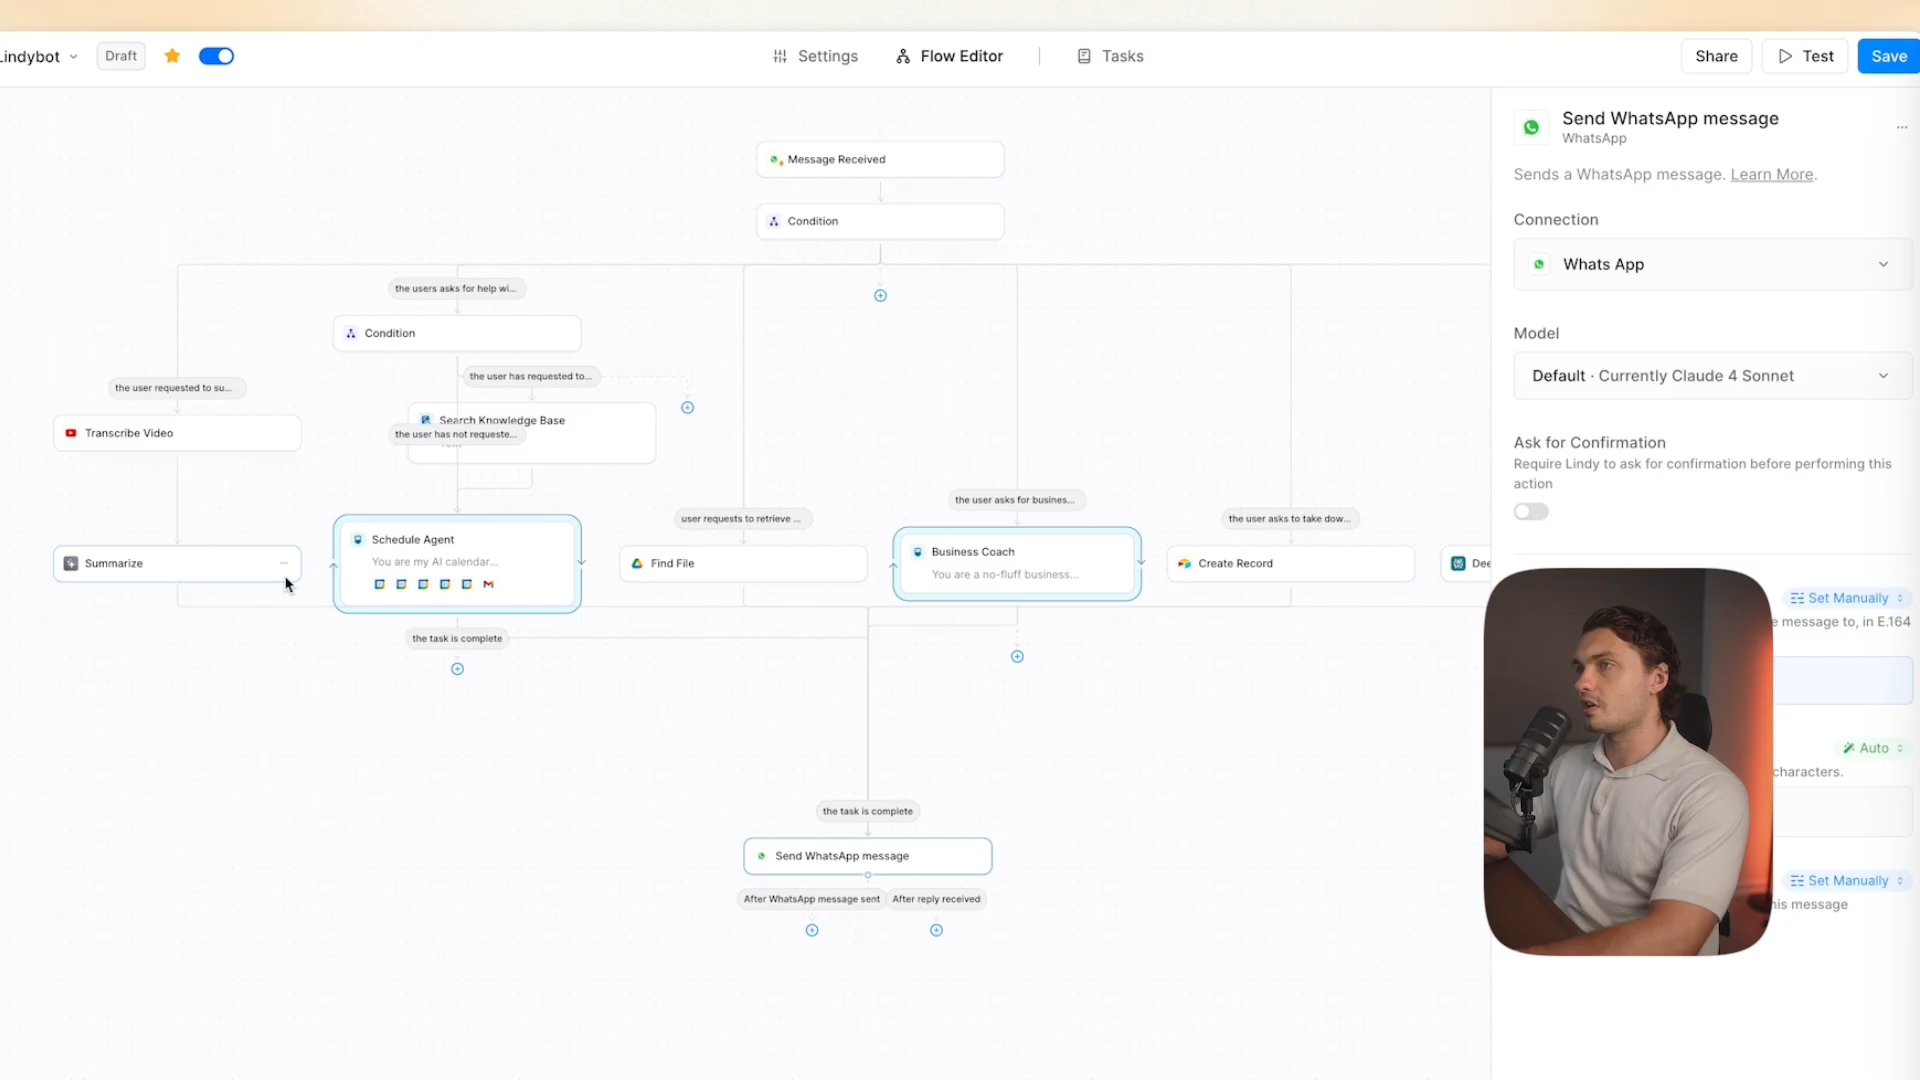 Lindybot
Draft
Settings
Flow Editor
Tasks
Share
Test
Save
Message Received
Condition
the users asks for help wi...
Condition
the user has requested to...
the user requested to su...
Search Knowledge Base
Transcribe Video
the user has not requeste...
the user asks for busines...
user requests to retrieve ...
the user asks to take dow...
Schedule Agent
You are my AI calendar...
Business Coach
You are a no-fluff business...
Summarize
Find File
Create Record
Dee
the task is complete
the task is complete
Send WhatsApp message
After WhatsApp message sent
After reply received
Send WhatsApp message
WhatsApp
Sends a WhatsApp message. Learn More.
Connection
Whats App
Model
Default · Currently Claude 4 Sonnet
Ask for Confirmation
Require Lindy to ask for confirmation before performing this
action
Set Manually
e message to, in E.164
Auto
characters.
Set Manually
his message